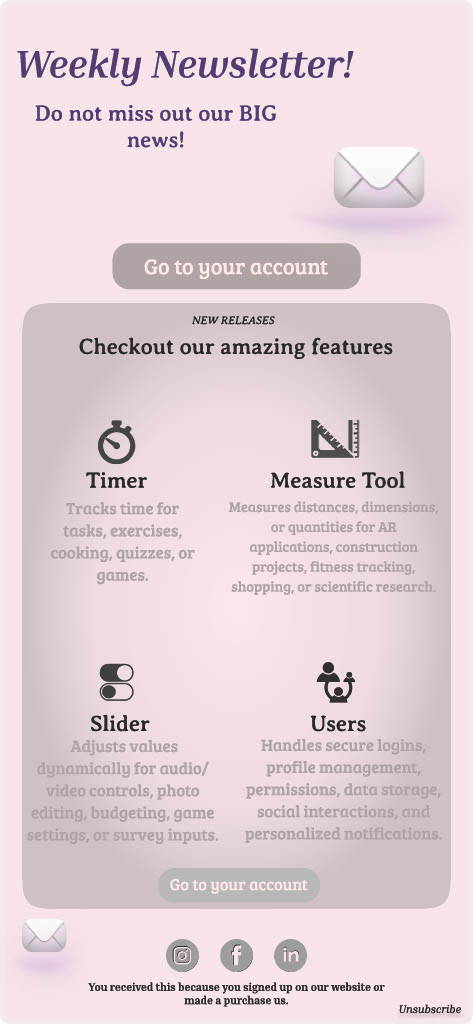 Weekly Newsletter!
Do not miss out our BIG
news!
Go to your account
NEW RELEASES
Checkout our amazing features
Timer
Tracks time for
tasks, exercises,
cooking, quizzes, or
games.
Measure Tool
Measures distances, dimensions,
or quantities for AR
applications, construction
projects, fitness tracking,
shopping, or scientific research.
Slider
Adjusts values
dynamically for audio/
video controls, photo
editing, budgeting, game
settings, or survey inputs.
Users
Handles secure logins,
profile management,
permissions, data storage,
social interactions, and
personalized notifications.
Go to your account
in
You received this because you signed up on our website or
made a purchase us.
Unsubscribe